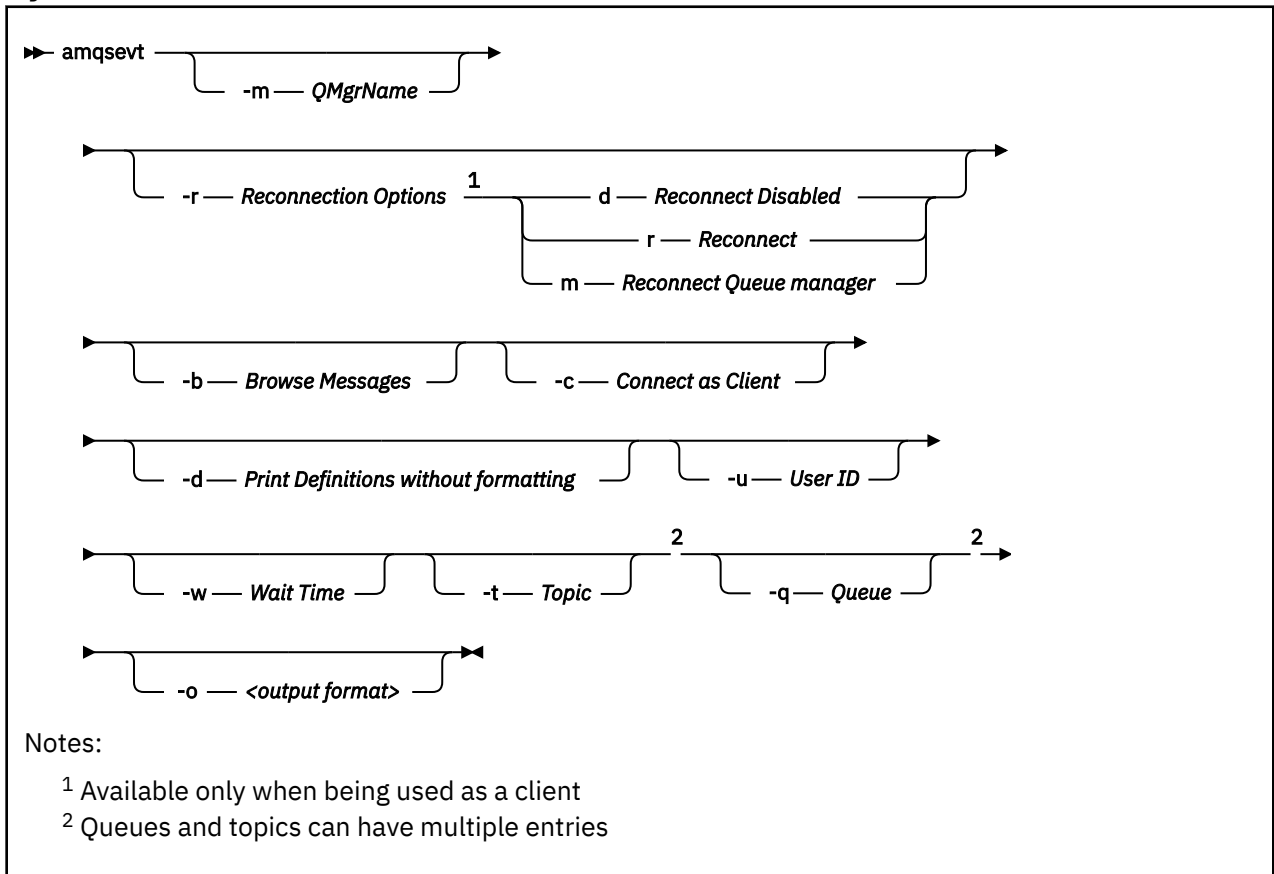 amqsevt
-m QMgrName
-r Reconnection Options 1 d Reconnect Disabled
r Reconnect
m Reconnect Queue manager
-b Browse Messages -c Connect as Client
-d Print Definitions without formatting -u User ID
2 2
-w Wait Time -t Topic -q Queue
-o <output format>
Notes:
1 Available only when being used as a client
2 Queues and topics can have multiple entries